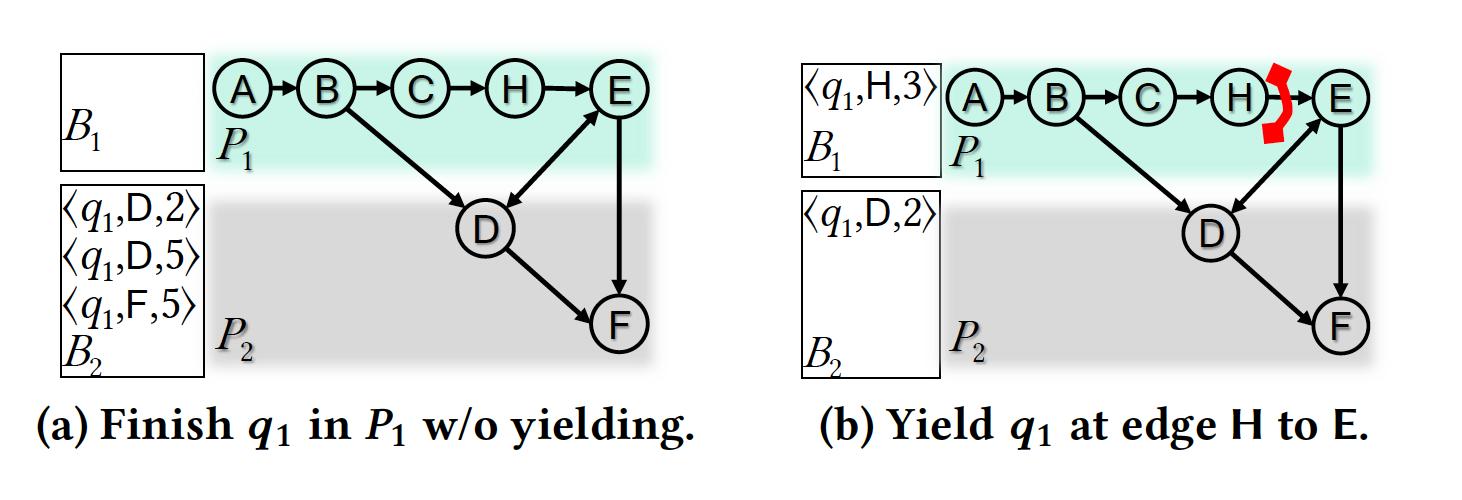 A B C H E
B1
P1
⟨q1,D,2⟩
⟨q1,D,5⟩
⟨q1,F,5⟩
D
F
B2
P2
(a) Finish q1 in P1 w/o yielding.
⟨q1,H,3⟩
A B C H E
B1
P1
⟨q1,D,2⟩
D
F
B2
P2
(b) Yield q1 at edge H to E.